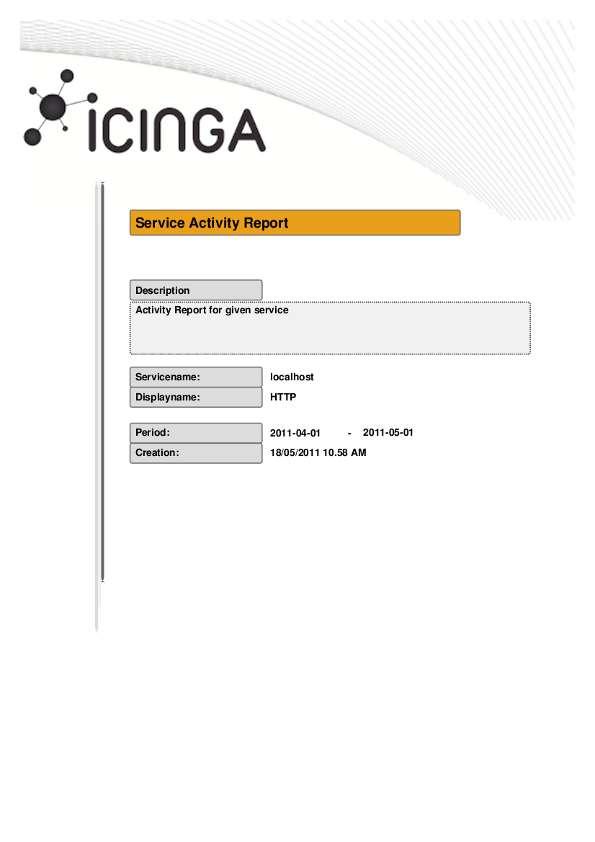 ICINGA
Service Activity Report
Description
Activity Report for given service
Servicename: localhost
Displayname: HTTP
Period: 2011-04-01 - 2011-05-01
Creation: 18/05/2011 10.58 AM